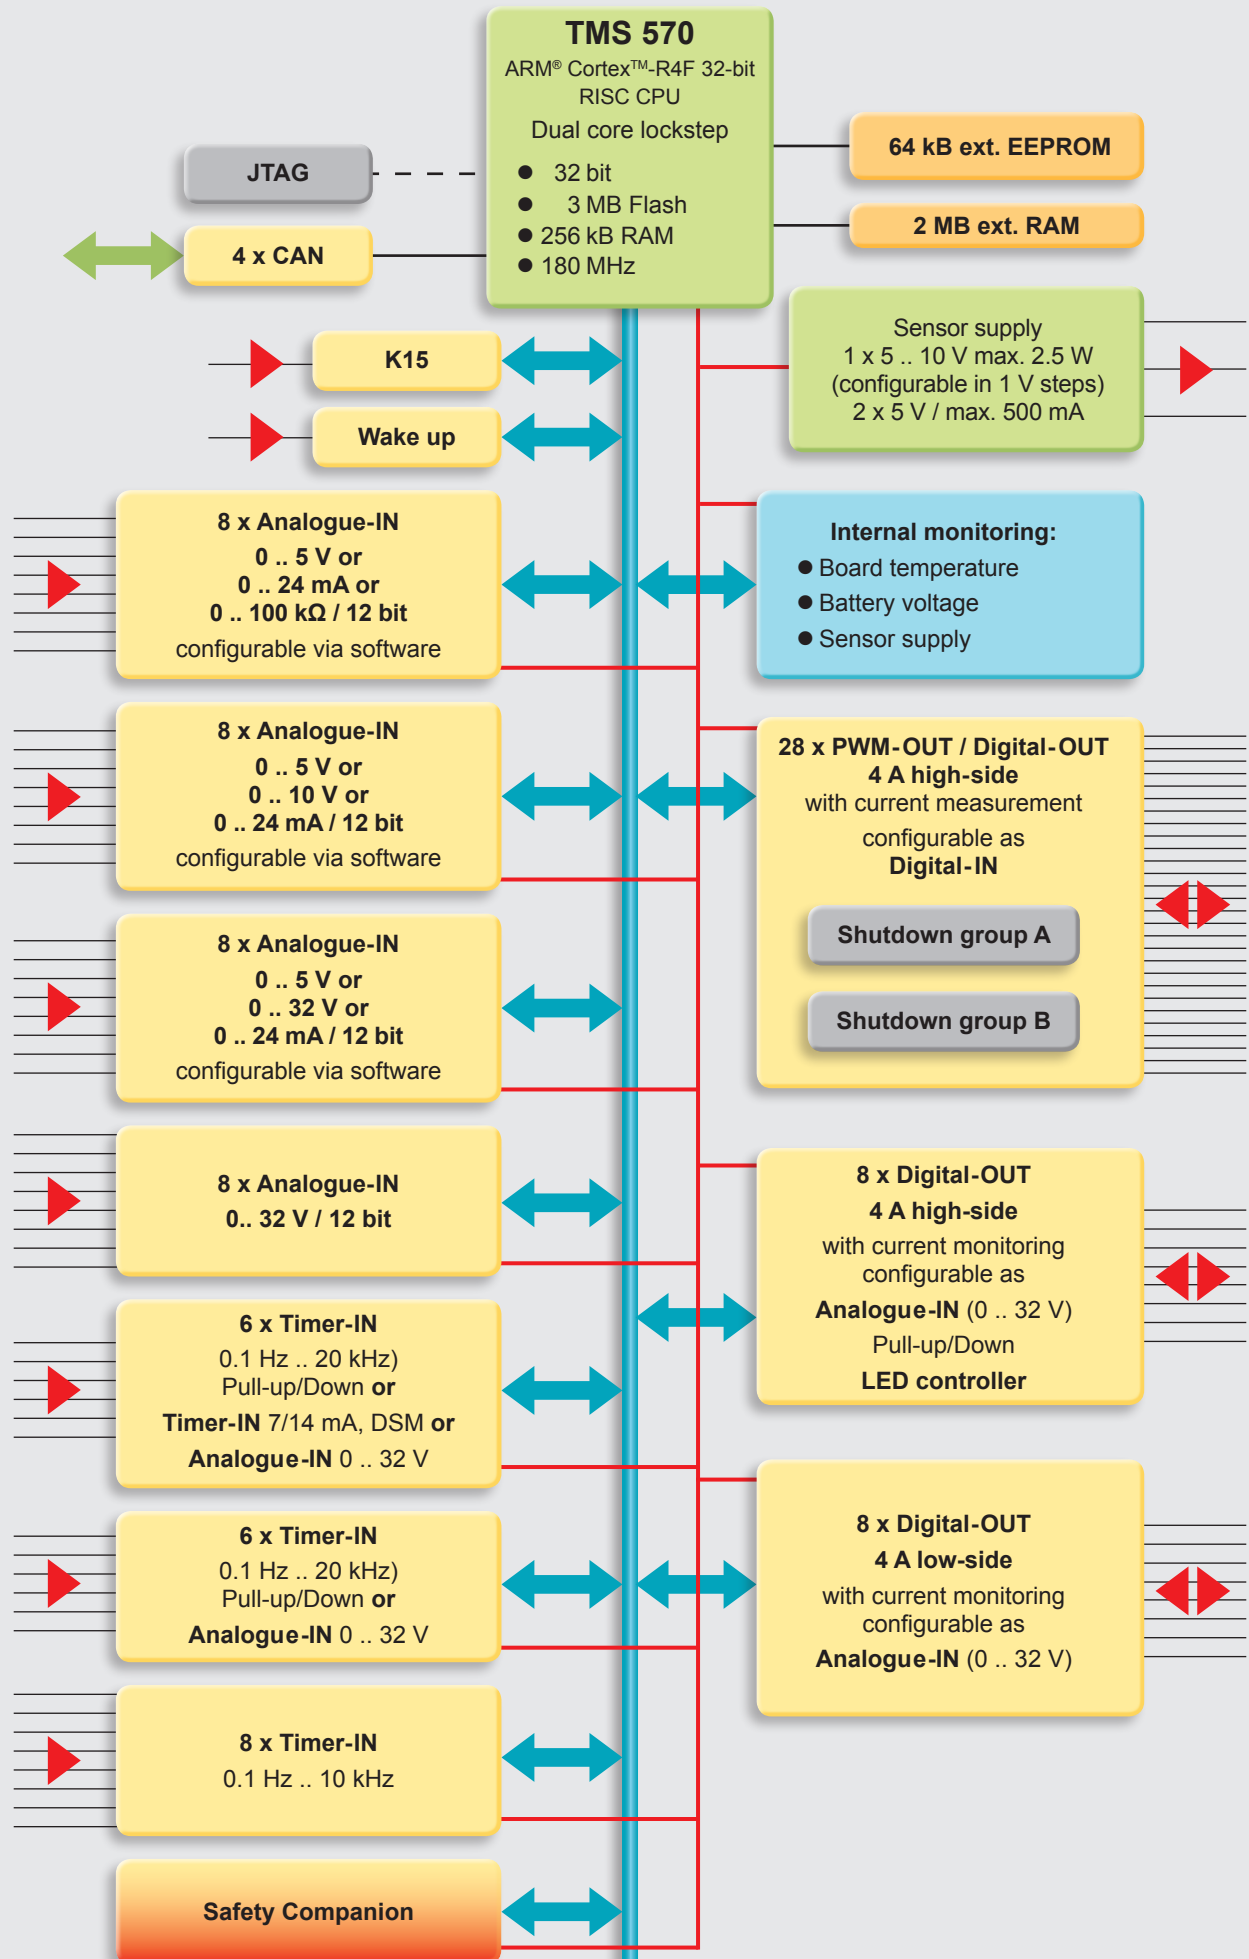 TMS 570
ARM® Cortex™-R4F 32-bit
RISC CPU
Dual core lockstep
● 32 bit
● 3 MB Flash
● 256 kB RAM
● 180 MHz
JTAG
4 x CAN
64 kB ext. EEPROM
2 MB ext. RAM
K15
Wake up
Sensor supply
1 x 5 .. 10 V max. 2.5 W
(configurable in 1 V steps)
2 x 5 V / max. 500 mA
8 x Analogue-IN
0 .. 5 V or
0 .. 24 mA or
0 .. 100 kΩ / 12 bit
configurable via software
Internal monitoring:
● Board temperature
● Battery voltage
● Sensor supply
8 x Analogue-IN
0 .. 5 V or
0 .. 10 V or
0 .. 24 mA / 12 bit
configurable via software
28 x PWM-OUT / Digital-OUT
4 A high-side
with current measurement
configurable as
Digital-IN
Shutdown group A
Shutdown group B
8 x Analogue-IN
0 .. 5 V or
0 .. 32 V or
0 .. 24 mA / 12 bit
configurable via software
8 x Analogue-IN
0.. 32 V / 12 bit
8 x Digital-OUT
4 A high-side
with current monitoring
configurable as
Analogue-IN (0 .. 32 V)
Pull-up/Down
LED controller
6 x Timer-IN
0.1 Hz .. 20 kHz)
Pull-up/Down or
Timer-IN 7/14 mA, DSM or
Analogue-IN 0 .. 32 V
6 x Timer-IN
0.1 Hz .. 20 kHz)
Pull-up/Down or
Analogue-IN 0 .. 32 V
8 x Digital-OUT
4 A low-side
with current monitoring
configurable as
Analogue-IN (0 .. 32 V)
8 x Timer-IN
0.1 Hz .. 10 kHz
Safety Companion